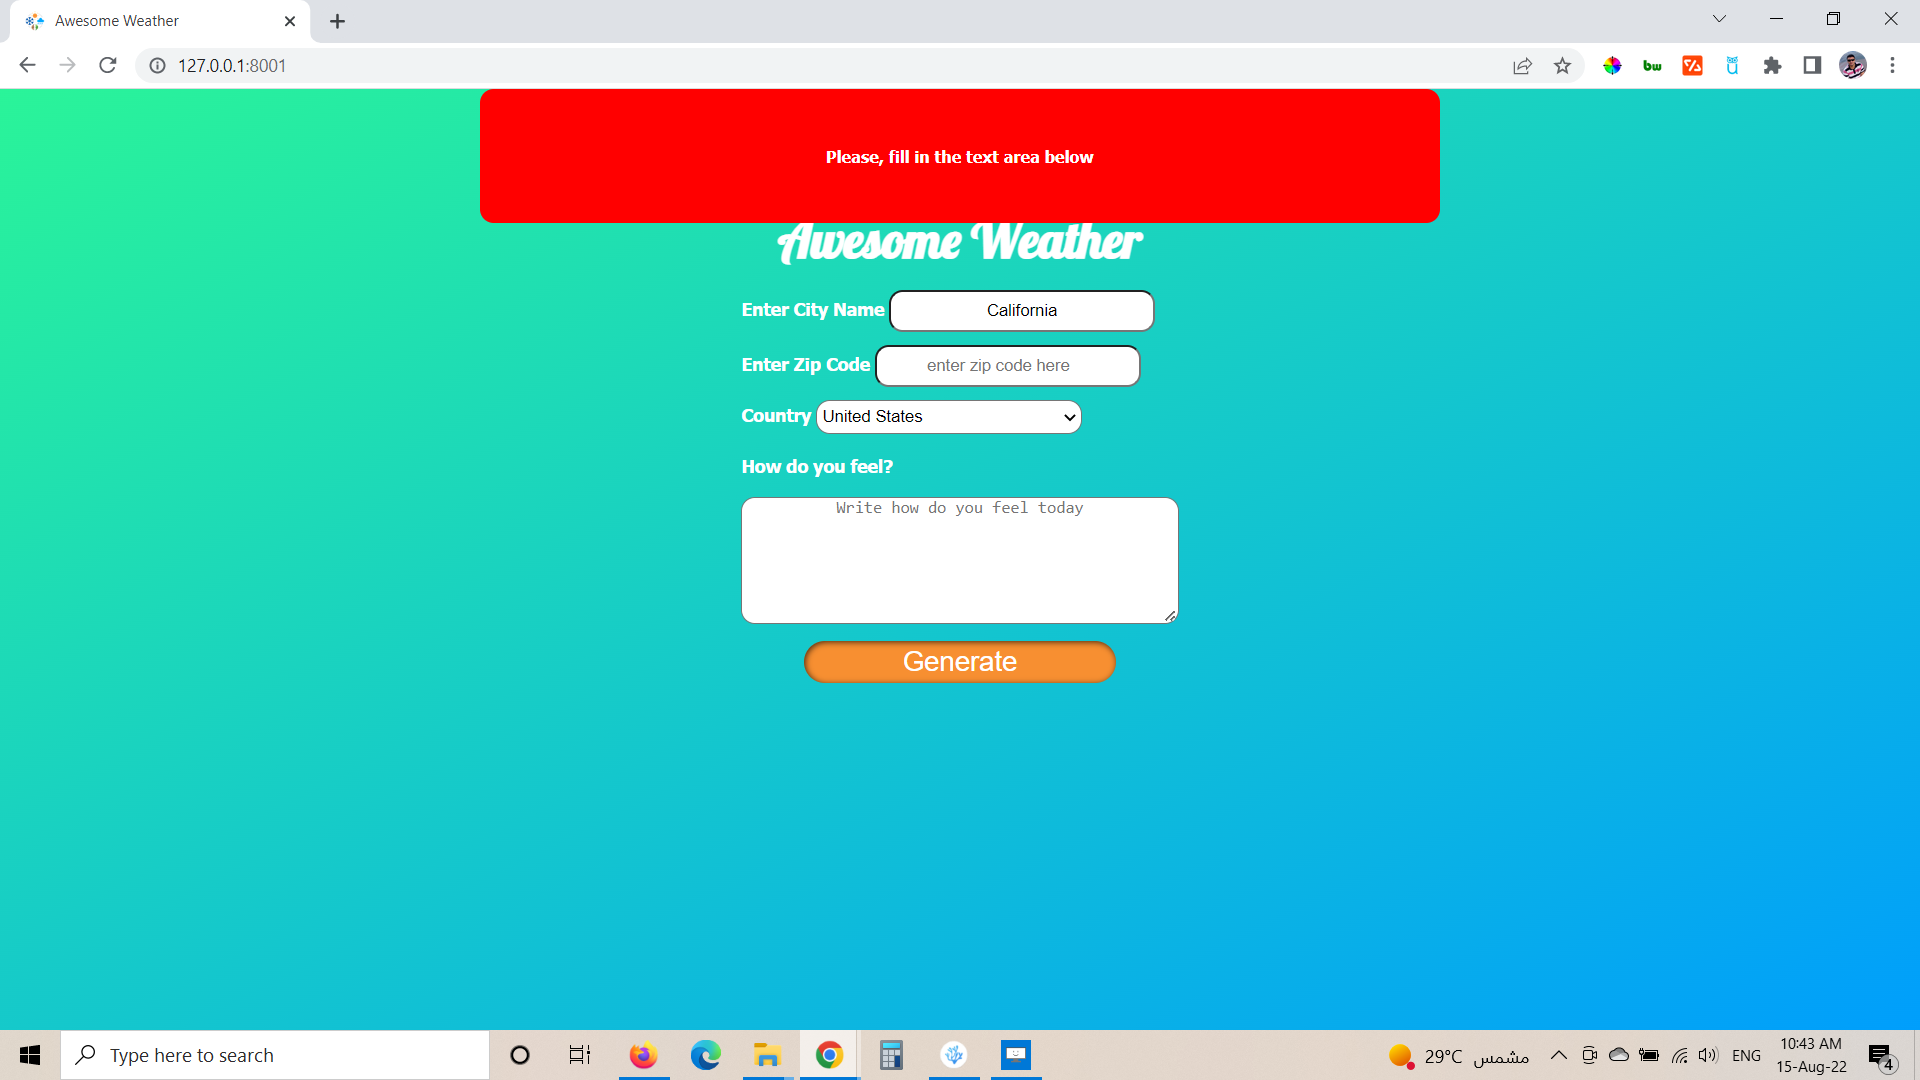 Awesome Weather
127.0.0.1:8001
bw
Please, fill in the text area below
Awesome Weather
Enter City Name California
Enter Zip Code enter zip code here
Country United States
How do you feel?
Write how do you feel today
Generate
Type here to search
29°C مشمس
ENG
10:43 AM
15-Aug-22
4